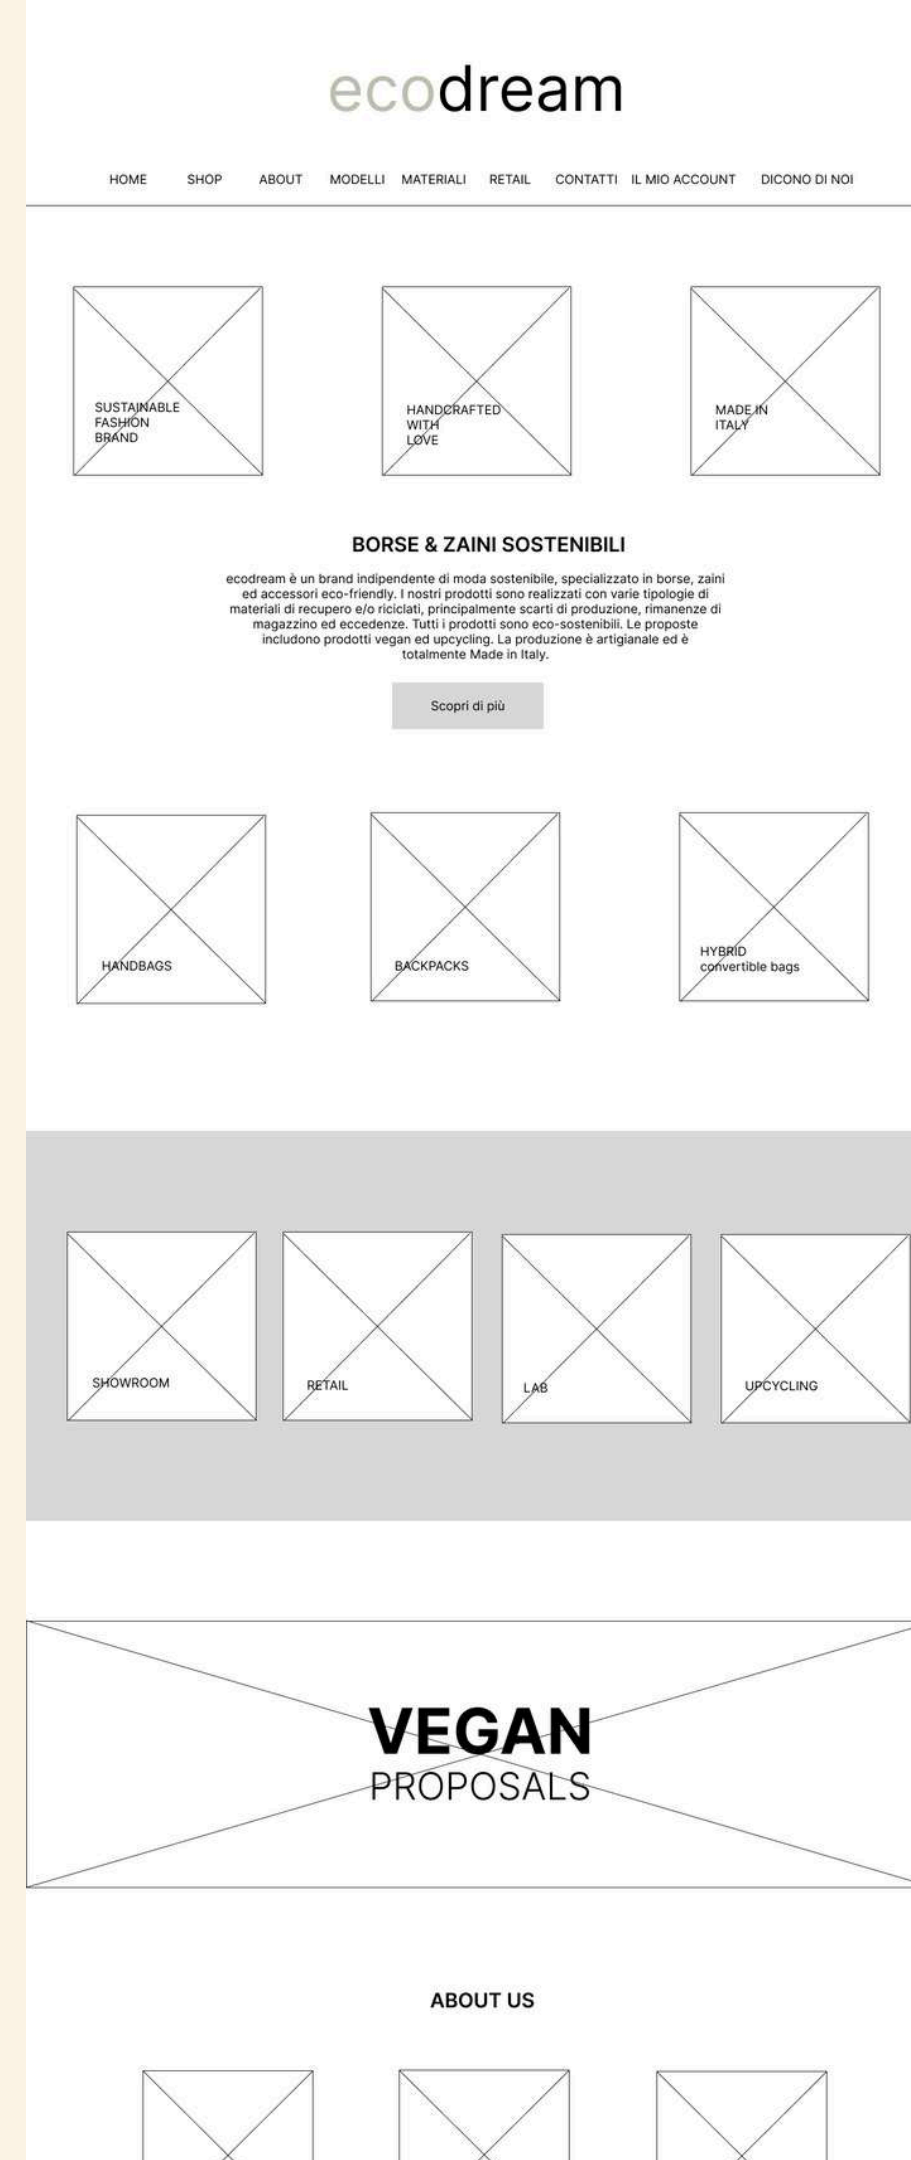 ecodream
HOME SHOP ABOUT MODELLI MATERIALI RETAIL CONTATTI IL MIO ACCOUNT DICONO DI NOI
SUSTAINABLE
FASHION
BRAND
HANDCRAFTED
WITH
LOVE
MADE IN
ITALY
BORSE & ZAINI SOSTENIBILI
ecodream è un brand indipendente di moda sostenibile, specializzato in borse, zaini
ed accessori eco-friendly. I nostri prodotti sono realizzati con varie tipologie di
materiali di recupero e/o riciclati, principalmente scarti di produzione, rimanenze di
magazzino ed eccedenze. Tutti i prodotti sono eco-sostenibili. Le proposte
includono prodotti vegan ed upcycling. La produzione è artigianale ed è
totalmente Made in Italy.
Scopri di più
HANDBAGS
BACKPACKS
HYBRID
convertible bags
SHOWROOM
RETAIL
LAB
UPCYCLING
VEGAN
PROPOSALS
ABOUT US